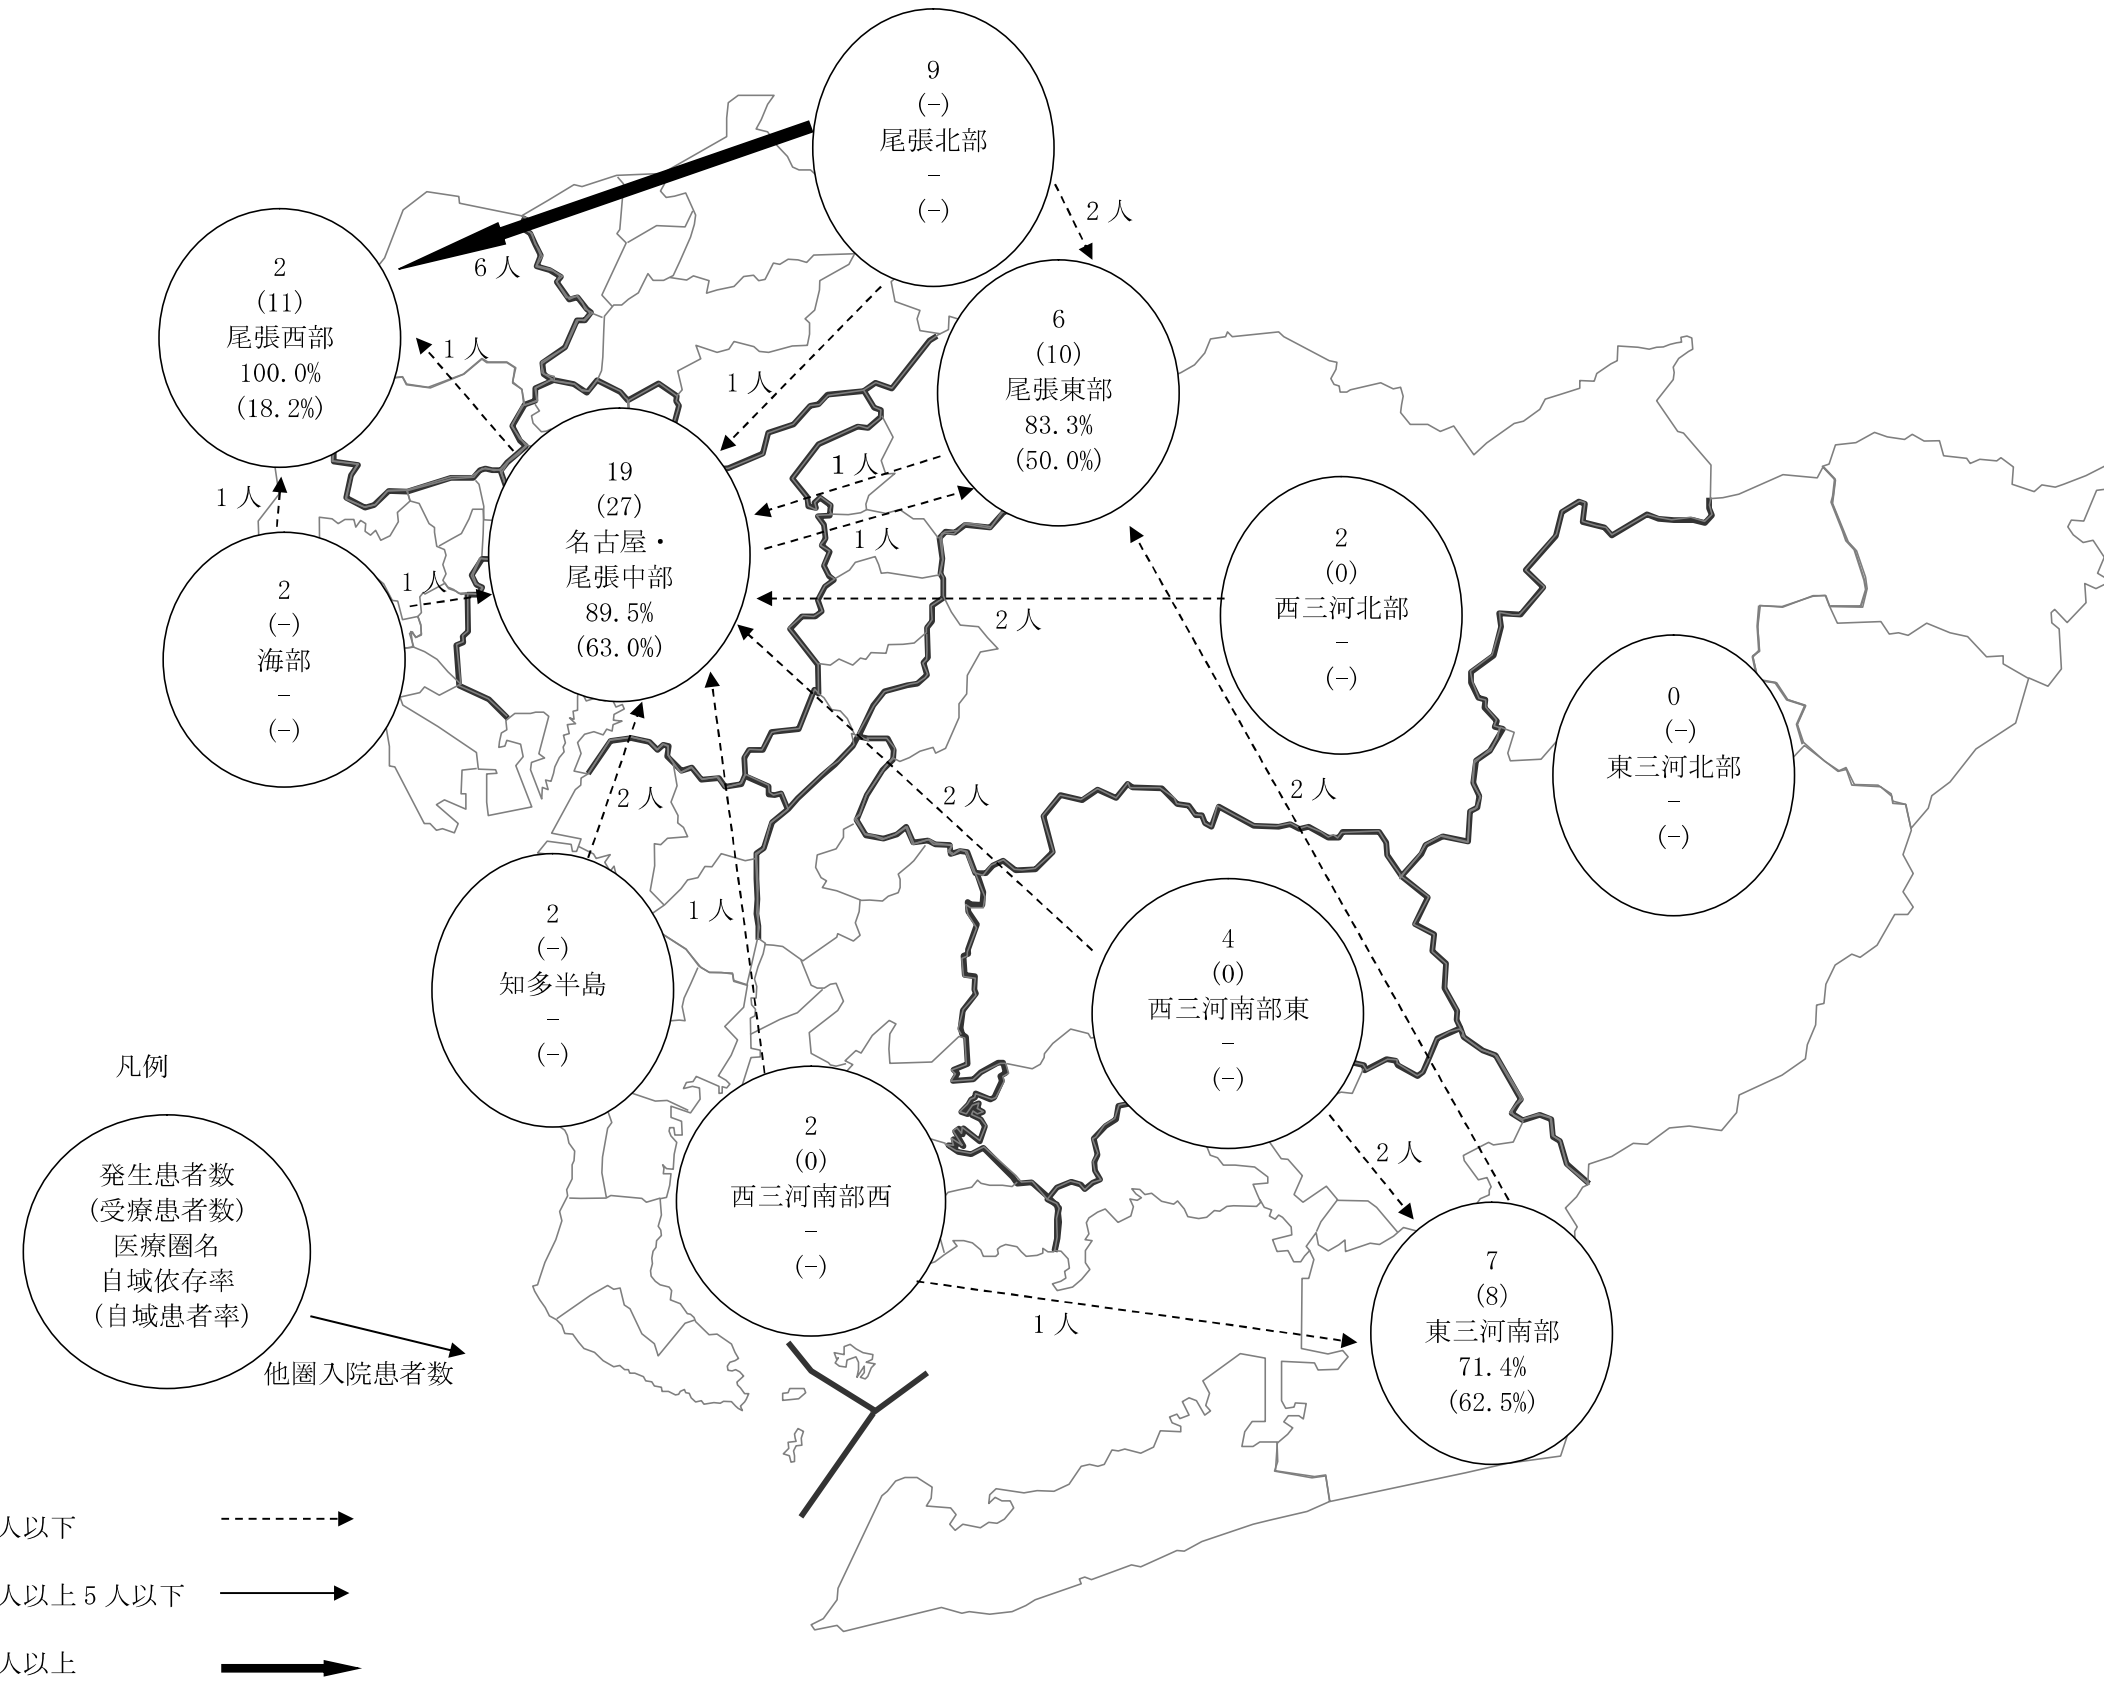 9
(−)
尾張北部
−
(−)
2人
6人
2
(11)
尾張西部
100.0%
(18.2%)
1人
1人
6
(10)
尾張東部
83.3%
(50.0%)
1人
1人
1人
19
(27)
名古屋・
尾張中部
89.5%
(63.0%)
2
(0)
西三河北部
−
(−)
2人
2
(−)
海部
−
(−)
1人
0
(−)
東三河北部
−
(−)
2人
2人
2人
1人
2
(−)
知多半島
−
(−)
4
(0)
西三河南部東
−
(−)
2人
2
(0)
西三河南部西
−
(−)
1人
7
(8)
東三河南部
71.4%
(62.5%)
凡例
発生患者数
(受療患者数)
医療圏名
自域依存率
(自域患者率)
他圏入院患者数
人以下
人以上5人以下
人以上